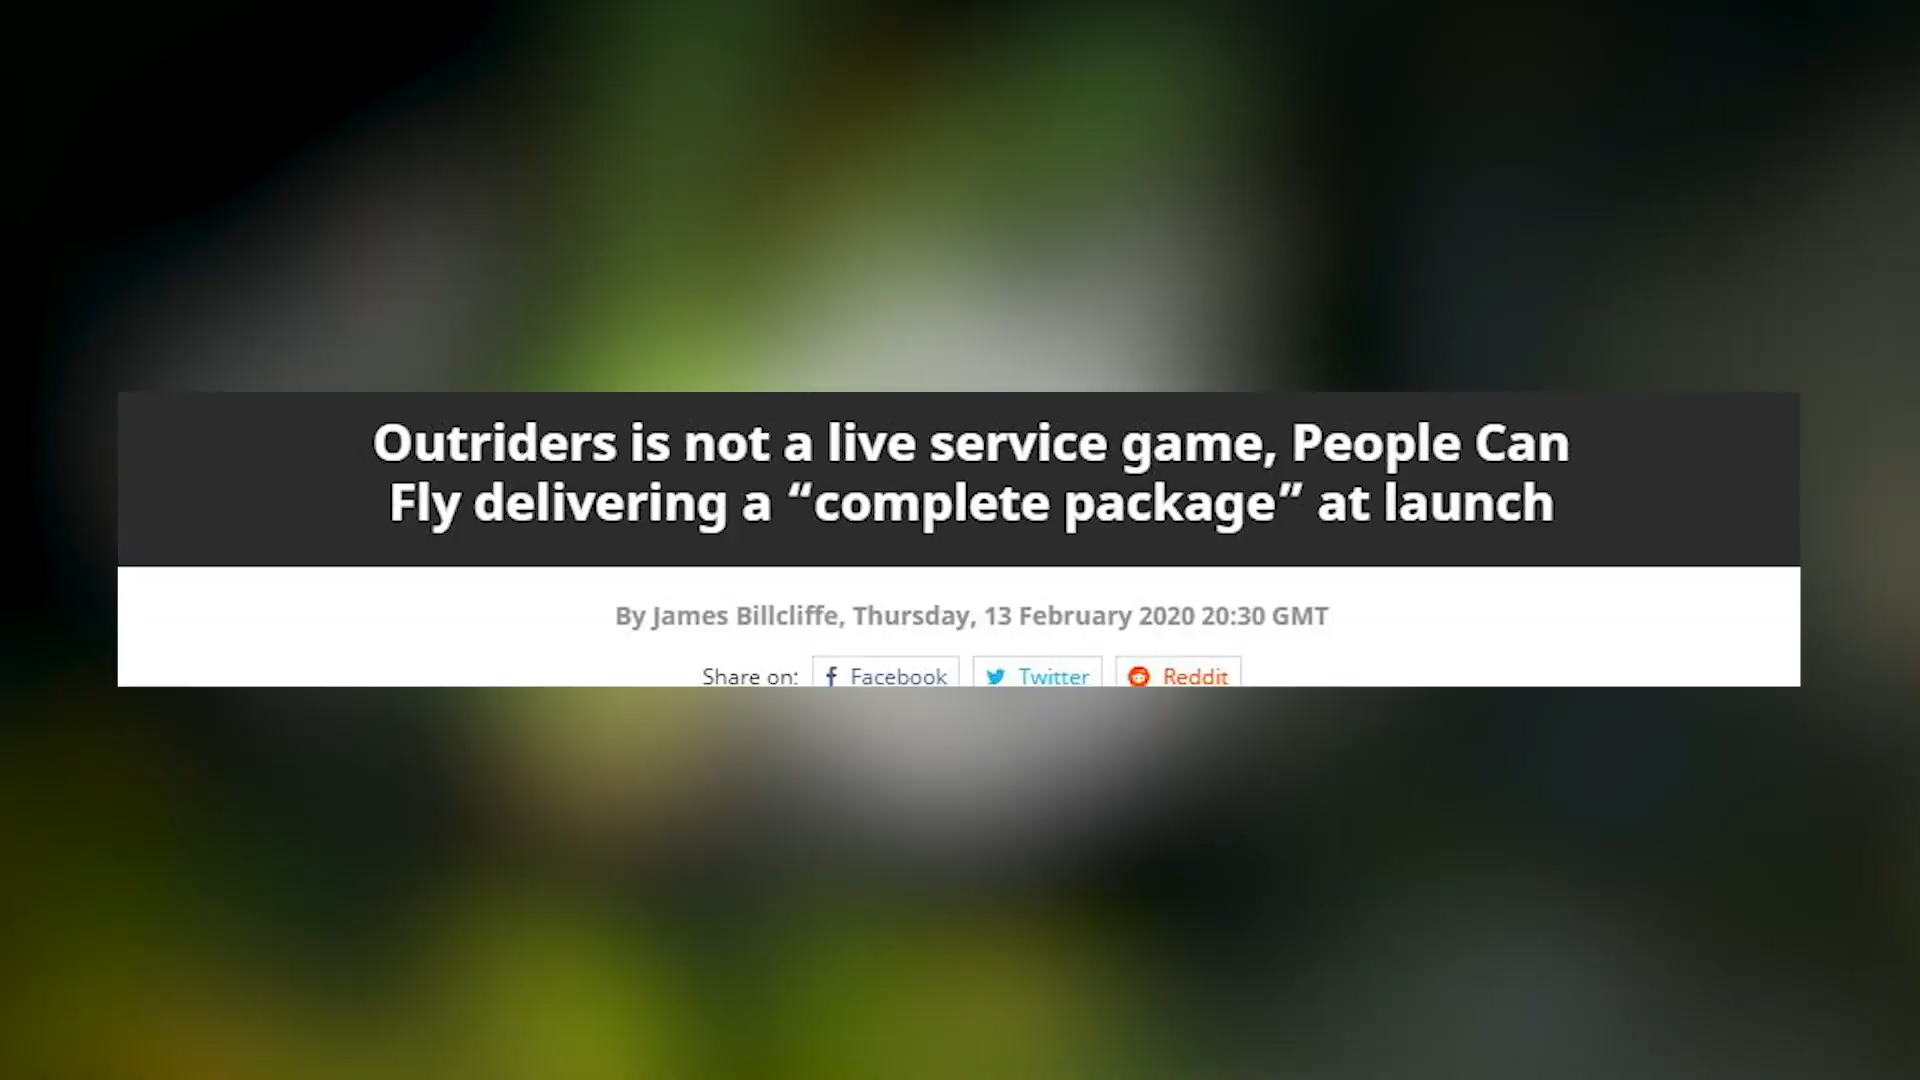 Outriders is not a live service game, People Can
Fly delivering a “complete package” at launch
By James Billcliffe, Thursday, 13 February 2020 20:30 GMT
Share on: Facebook Twitter Reddit